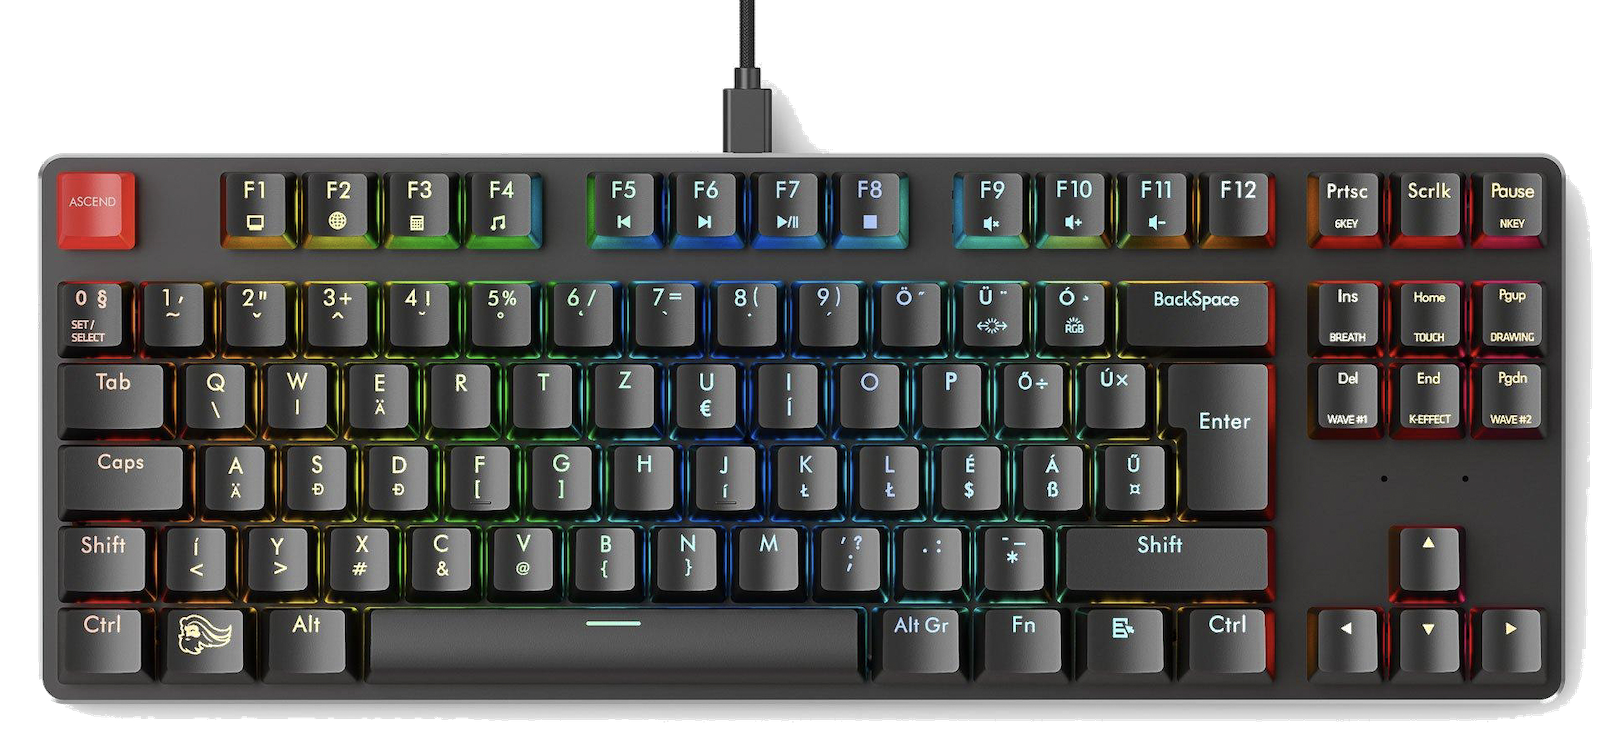 ASCEND F1 F2 F3 F4 F5 F6 F7 F8 F9 F10 F11 F12 Prtsc Scrlk Pause
6KEY NKEY
0 § 1 ' 2 " 3 + 4 ! 5 % 6 / 7 = 8 ( 9 ) Ö ˝ Ü ¨ Ó ¸ BackSpace Ins Home Pgup
SET / ~ ˇ ^ ˘ ° ˛ ` ˙ ´ RGB BREATH TOUCH DRAWING
SELECT
Tab Q W E R T Z U I O P Ő ÷ Ú × Enter Del End Pgdn
\ | Ä € Í WAVE #1 K-EFFECT WAVE #2
Caps A S D F G H J K L É Á Ű
Ä Đ Đ [ ] í Ł Ł $ ß ¤
Shift Í Y X C V B N M , ? . : - _ Shift
< > # & @ { } ; *
Ctrl Alt Alt Gr Fn Ctrl